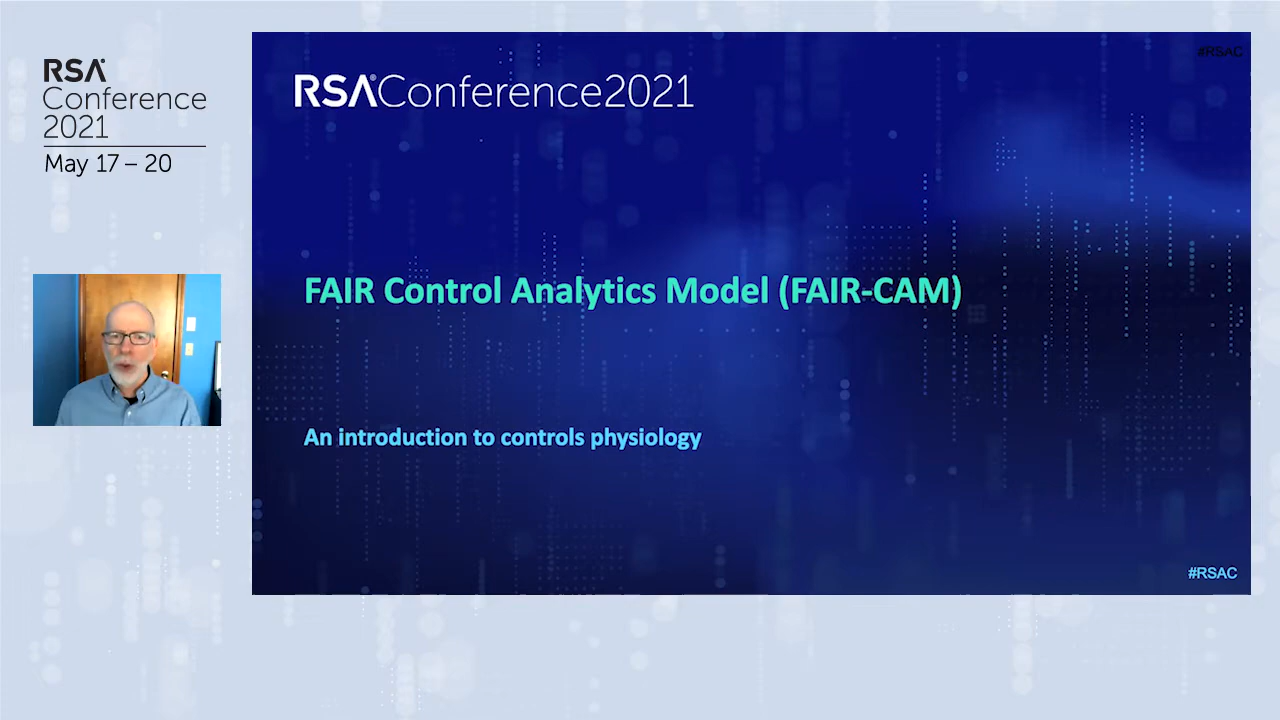 RSA
Conference
2021
May 17 – 20
#RSAC
RSAConference2021
FAIR Control Analytics Model (FAIR-CAM)
An introduction to controls physiology
#RSAC